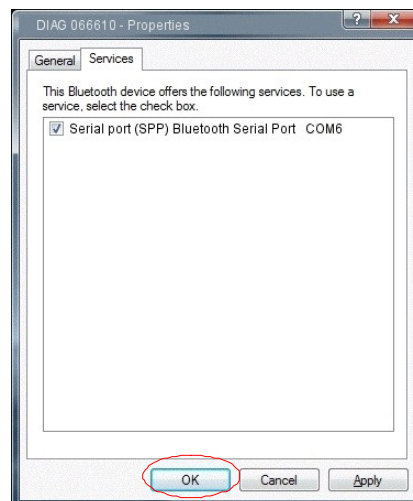 DIAG 066610 - Properties
? X
General Services
This Bluetooth device offers the following services. To use a
service, select the check box.
Serial port (SPP) Bluetooth Serial Port COM6
OK Cancel Apply